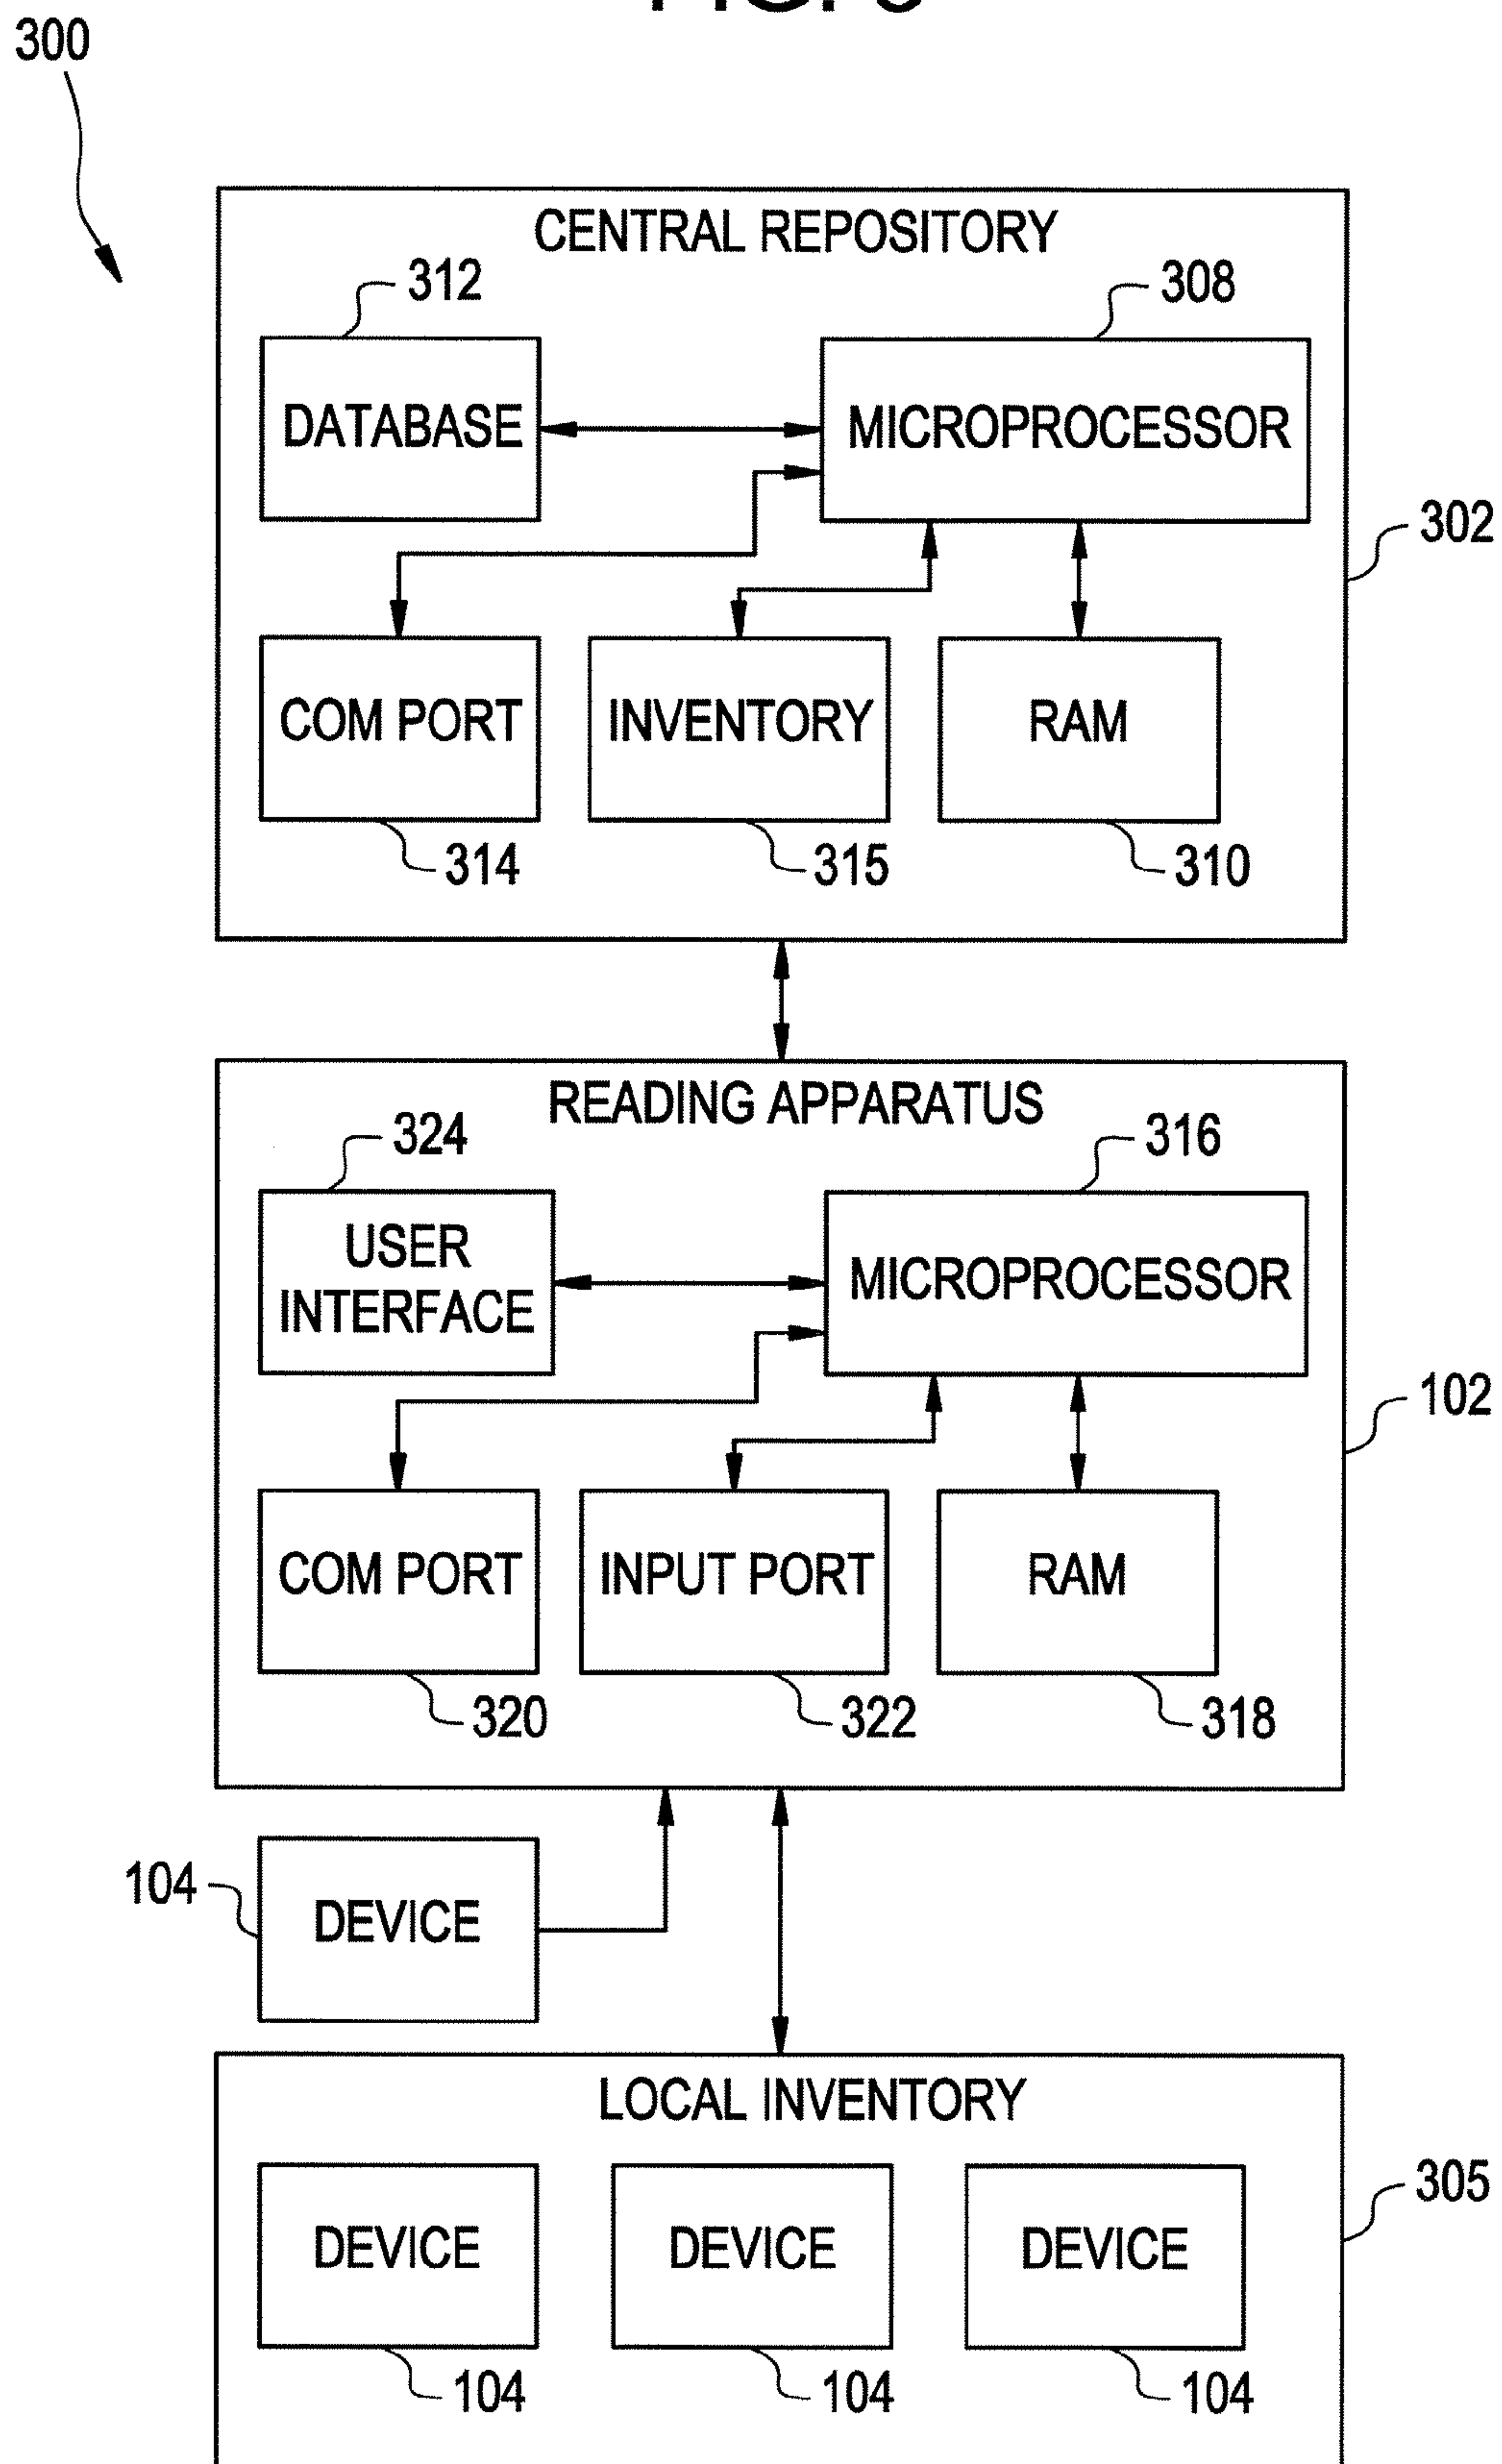 300
CENTRAL REPOSITORY
312
308
DATABASE
MICROPROCESSOR
302
COM PORT
INVENTORY
RAM
314
315
310
READING APPARATUS
324
316
USER
INTERFACE
MICROPROCESSOR
102
COM PORT
INPUT PORT
RAM
320
322
318
104
DEVICE
LOCAL INVENTORY
305
DEVICE
DEVICE
DEVICE
104
104
104